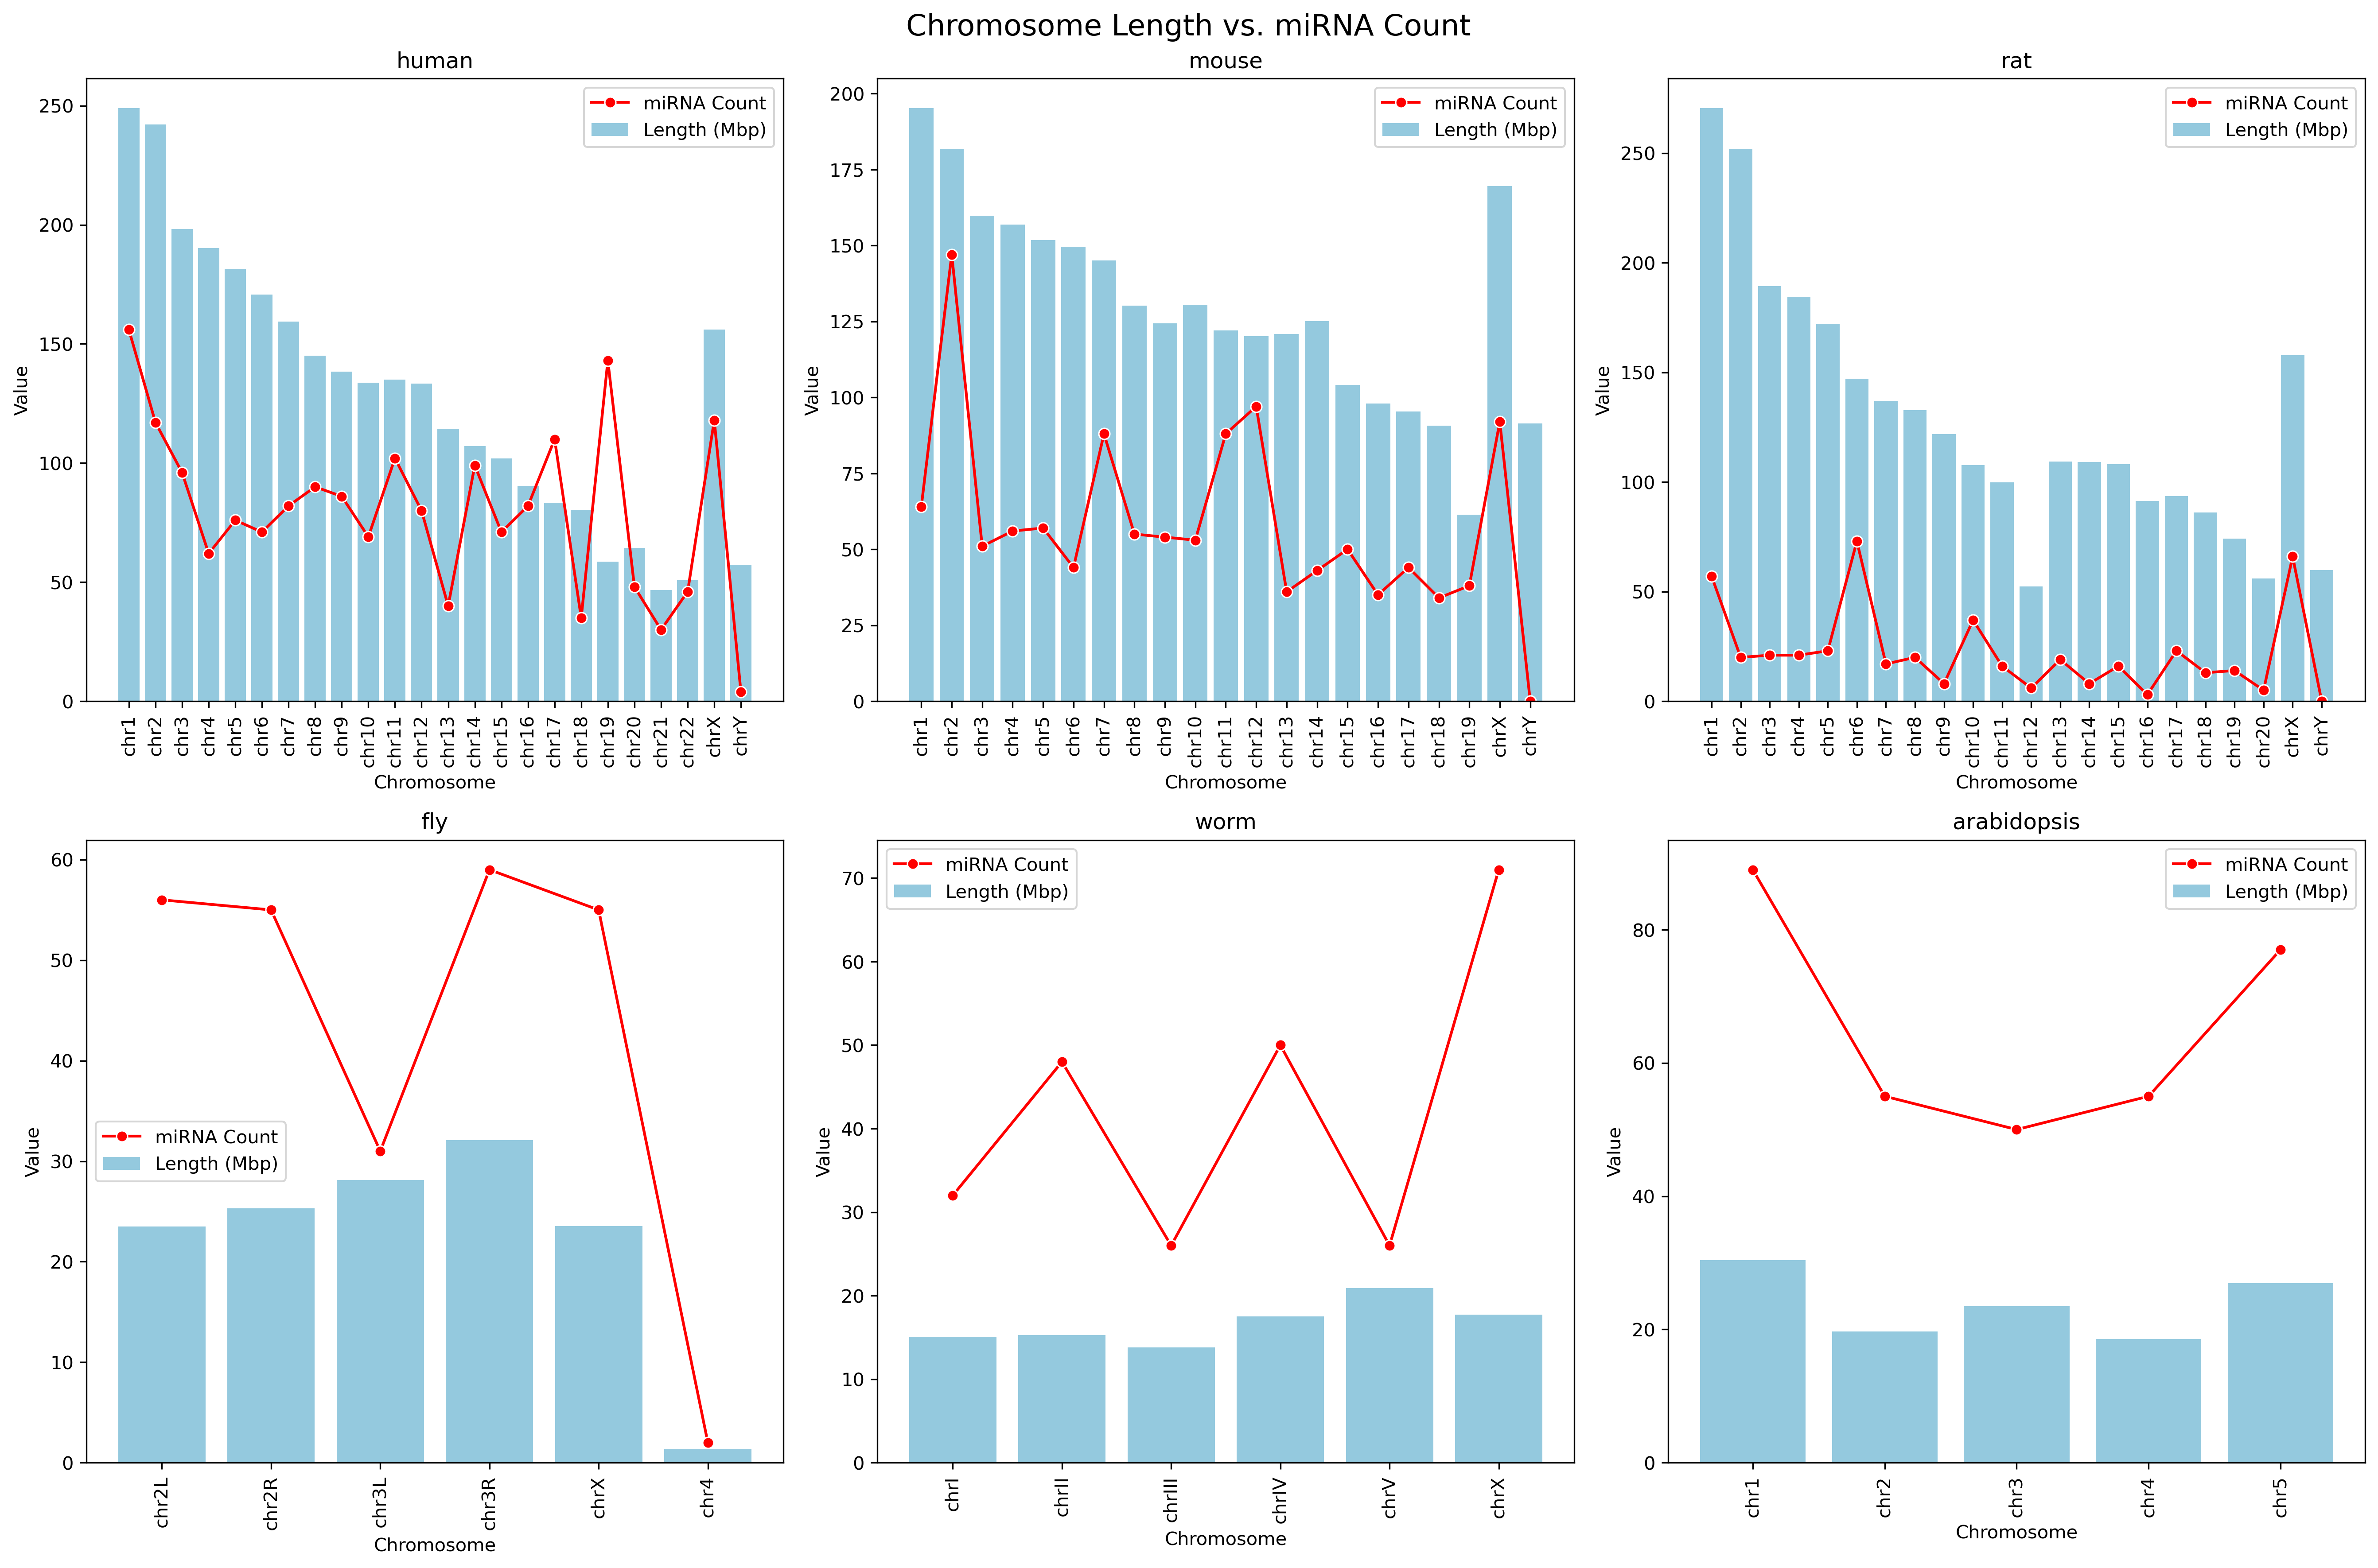 Chromosome Length vs. miRNA Count
human
250
200
150
100
50
0
Value
miRNA Count
Length (Mbp)
chr1 chr2 chr3 chr4 chr5 chr6 chr7 chr8 chr9 chr10 chr11 chr12 chr13 chr14 chr15 chr16 chr17 chr18 chr19 chr20 chr21 chr22 chrX chrY
Chromosome
mouse
200
175
150
125
100
75
50
25
0
Value
miRNA Count
Length (Mbp)
chr1 chr2 chr3 chr4 chr5 chr6 chr7 chr8 chr9 chr10 chr11 chr12 chr13 chr14 chr15 chr16 chr17 chr18 chr19 chrX chrY
Chromosome
rat
250
200
150
100
50
0
Value
miRNA Count
Length (Mbp)
chr1 chr2 chr3 chr4 chr5 chr6 chr7 chr8 chr9 chr10 chr11 chr12 chr13 chr14 chr15 chr16 chr17 chr18 chr19 chr20 chrX chrY
Chromosome
fly
60
50
40
30
20
10
0
Value
miRNA Count
Length (Mbp)
chr2L chr2R chr3L chr3R chrX chr4
Chromosome
worm
70
60
50
40
30
20
10
0
Value
miRNA Count
Length (Mbp)
chrI chrII chrIII chrIV chrV chrX
Chromosome
arabidopsis
80
60
40
20
0
Value
miRNA Count
Length (Mbp)
chr1 chr2 chr3 chr4 chr5
Chromosome